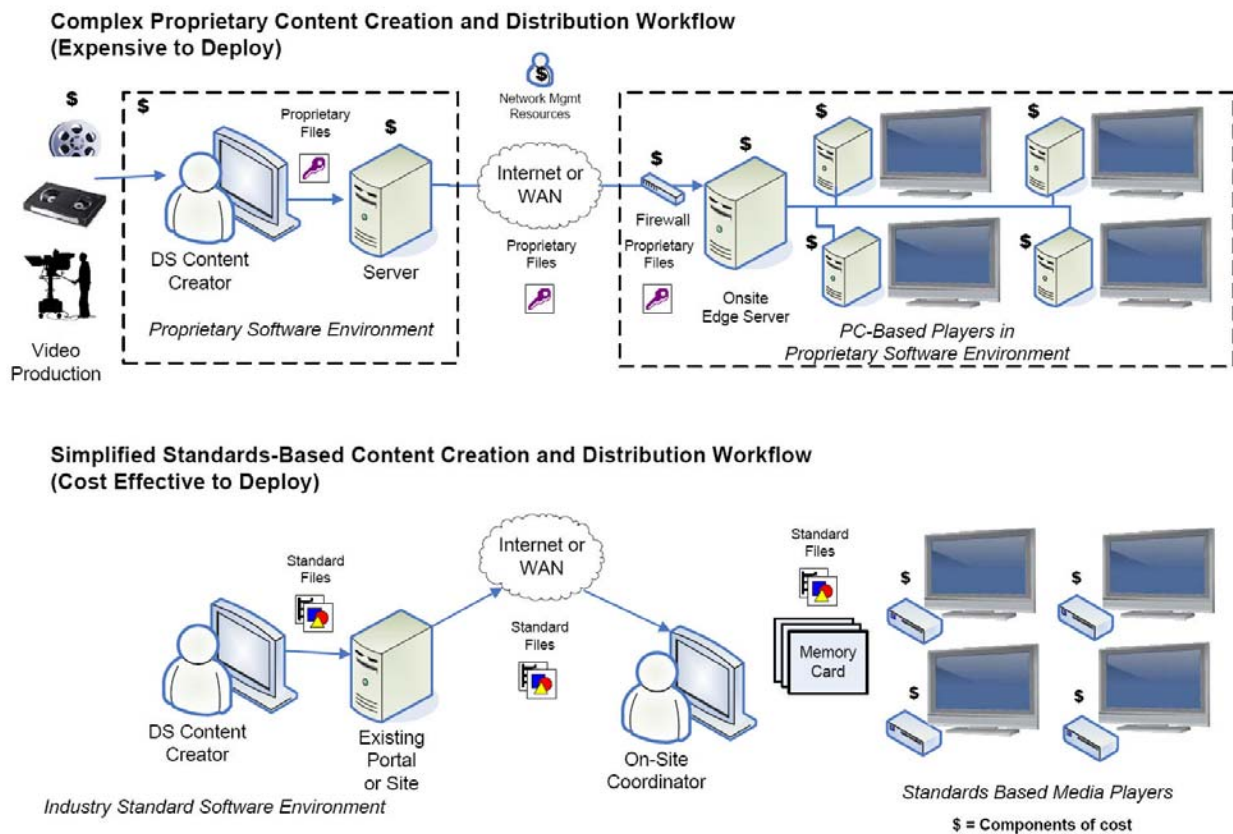 Complex Proprietary Content Creation and Distribution Workflow
(Expensive to Deploy)
$
$
Proprietary
Files
$
$
Network Mgmt
Resources
$
$
$
$
$
$
Internet or
WAN
Firewall
DS Content
Creator
Server
Proprietary
Files
Proprietary
Files
Onsite
Edge Server
Proprietary Software Environment
PC-Based Players in
Proprietary Software Environment
Video
Production
Simplified Standards-Based Content Creation and Distribution Workflow
(Cost Effective to Deploy)
Standard
Files
Internet or
WAN
Standard
Files
Standard
Files
Memory
Card
$
$
$
$
DS Content
Creator
Existing
Portal
or Site
On-Site
Coordinator
Industry Standard Software Environment
Standards Based Media Players
$ = Components of cost